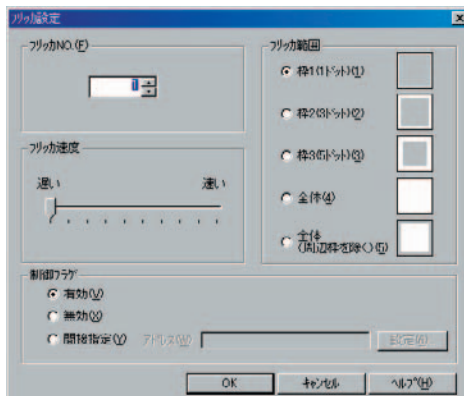 フリッカ設定
フリッカNO.(F)
1
フリッカ速度
遅い 速い
フリッカ範囲
枠1(1ドット)(1)
枠2(3ドット)(2)
枠3(5ドット)(3)
全体(4)
全体
(周辺枠を除く)(5)
制御フラグ
有効(V)
無効(X)
間接指定(Y) アドレス(W) 設定(A)
OK キャンセル ヘルプ(H)